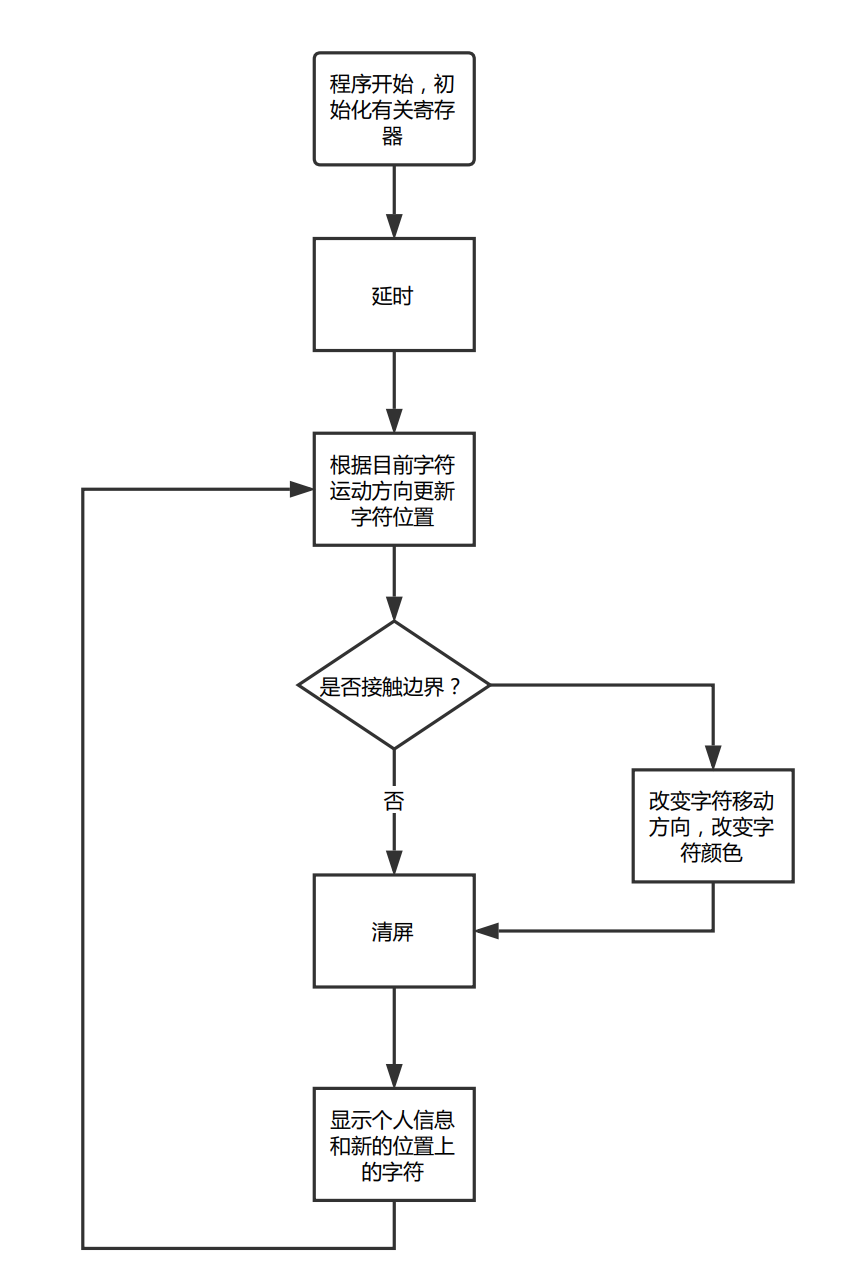 程序开始，初
始化有关寄存
器
延时
根据目前字符
运动方向更新
字符位置
是否接触边界？
否
改变字符移动
方向，改变字
符颜色
清屏
显示个人信息
和新的位置上
的字符